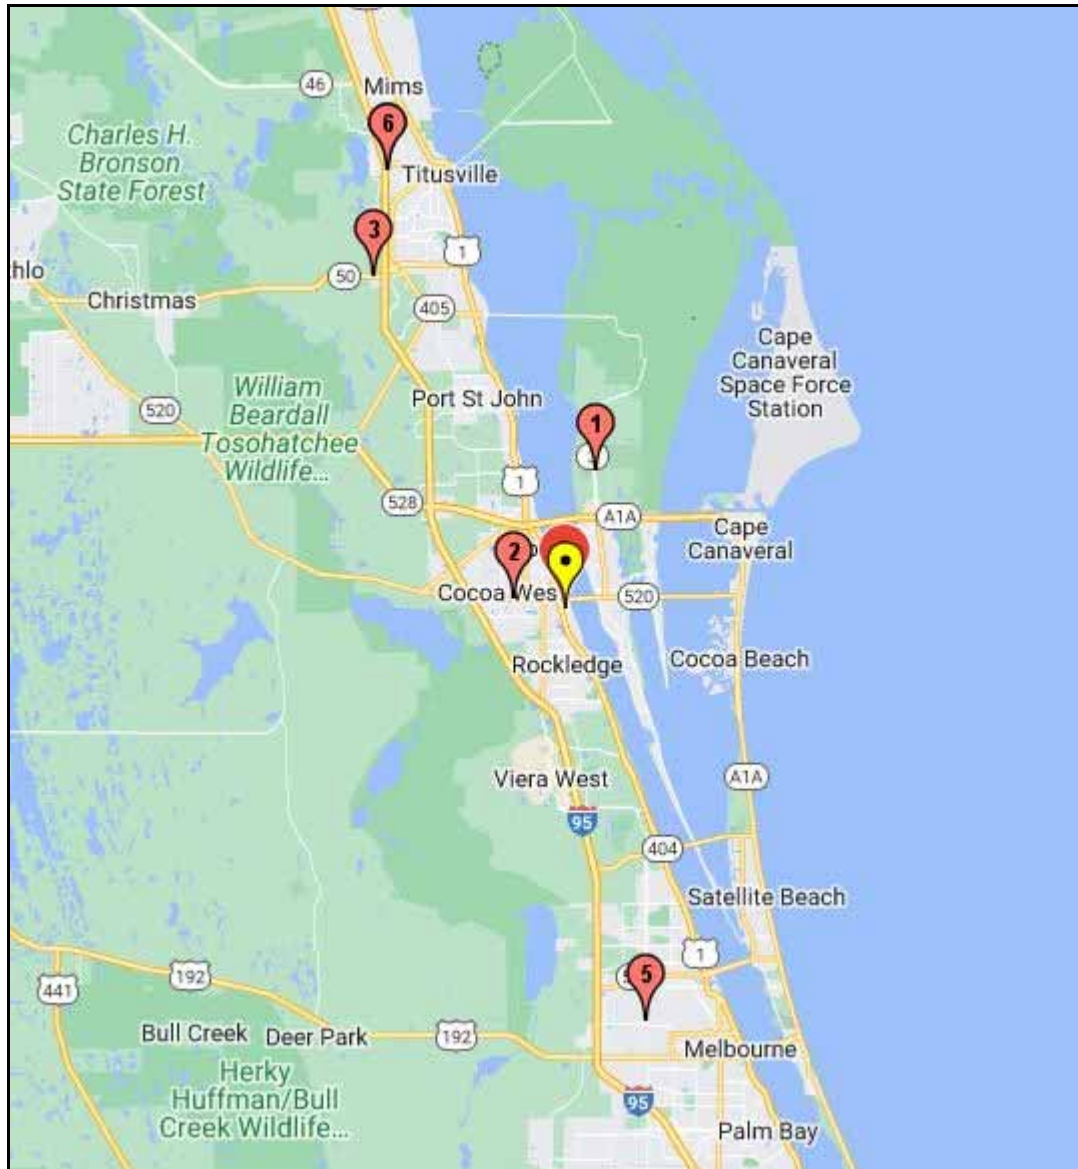 46
Mims
6
Charles H.
Bronson
State Forest
Titusville
3
1
thlo
50
Christmas
405
Cape
Canaveral
Space Force
Station
William
Beardall
Tosohatchee
Wildlife...
Port St John
520
1
1
528
A1A
Cape
Canaveral
2
Cocoa Wes
520
Rockledge
Cocoa Beach
Viera West
A1A
95
404
Satellite Beach
1
192
5
441
Bull Creek
Deer Park
192
Melbourne
Herky
Huffman/Bull
Creek Wildlife...
95
Palm Bay